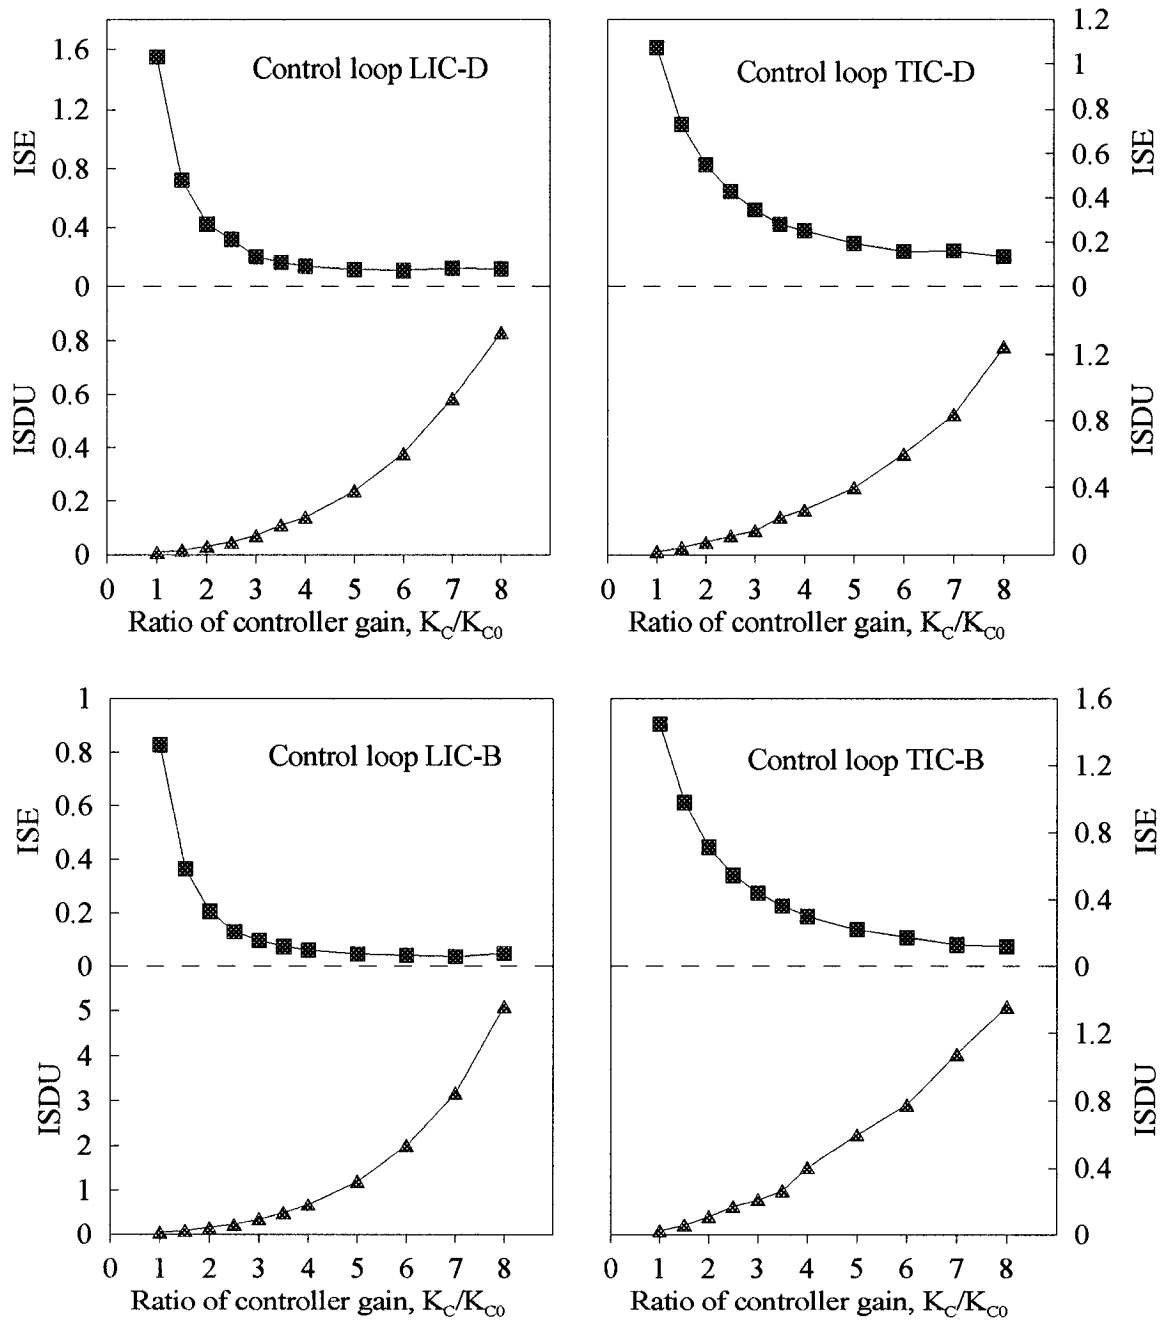 Control loop LIC-D
ISE
1.6
1.2
0.8
0.4
0
ISDU
0.8
0.6
0.4
0.2
0
0 1 2 3 4 5 6 7 8
Ratio of controller gain, K_C/K_C0
Control loop TIC-D
1.2
1
0.8
0.6
0.4
0.2
0
ISE
1.2
0.8
0.4
0
ISDU
0 1 2 3 4 5 6 7 8
Ratio of controller gain, K_C/K_C0
Control loop LIC-B
ISE
1
0.8
0.6
0.4
0.2
0
ISDU
5
4
3
2
1
0
0 1 2 3 4 5 6 7 8
Ratio of controller gain, K_C/K_C0
Control loop TIC-B
1.6
1.2
0.8
0.4
0
ISE
1.2
0.8
0.4
0
ISDU
0 1 2 3 4 5 6 7 8
Ratio of controller gain, K_C/K_C0